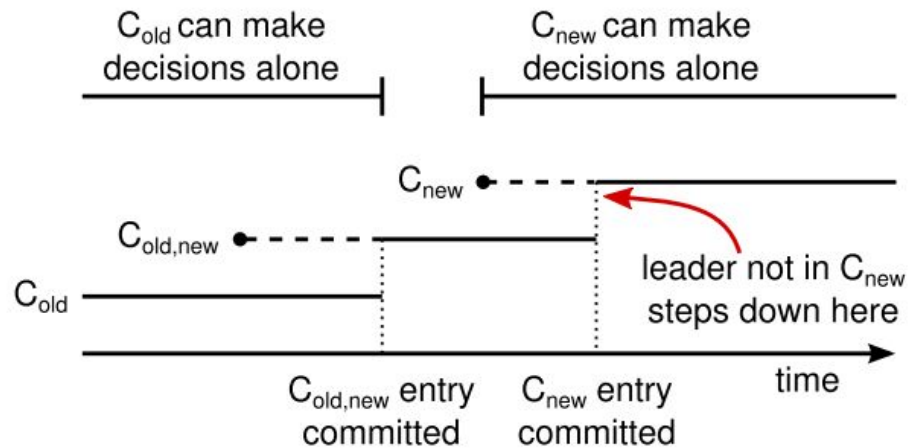 C_old can make
decisions alone
C_new can make
decisions alone
C_new
C_old,new
C_old
leader not in C_new
steps down here
time
C_old,new entry
committed
C_new entry
committed